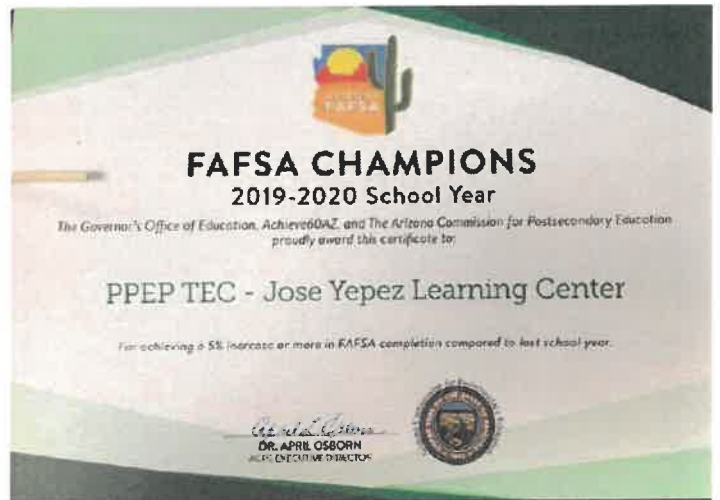 FAFSA
FAFSA CHAMPIONS
2019-2020 School Year
The Governor's Office of Education, Achieve60AZ, and The Arizona Commission for Postsecondary Education
proudly award this certificate to:
PPEP TEC - Jose Yepez Learning Center
For achieving a 5% increase or more in FAFSA completion compared to last school year.
DR. APRIL OSBORN
EXECUTIVE DIRECTOR